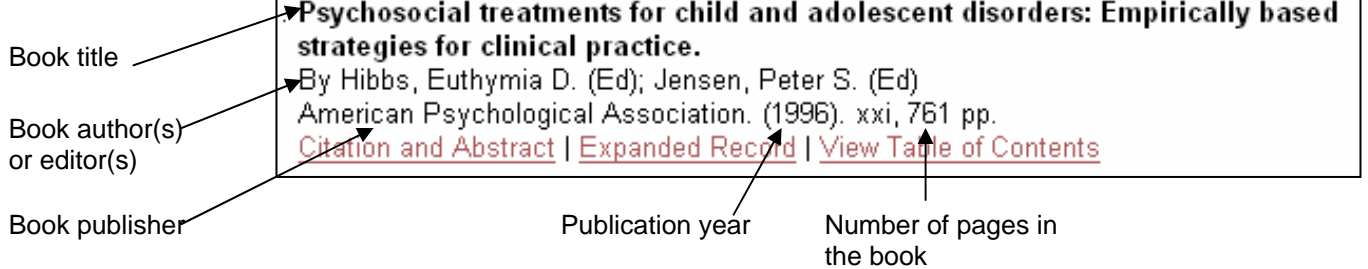 Psychosocial treatments for child and adolescent disorders: Empirically based
strategies for clinical practice.
Book title
By Hibbs, Euthymia D. (Ed); Jensen, Peter S. (Ed)
American Psychological Association. (1996). xxi, 761 pp.
Book author(s)
or editor(s)
Citation and Abstract | Expanded Record | View Table of Contents
Book publisher
Publication year
Number of pages in
the book